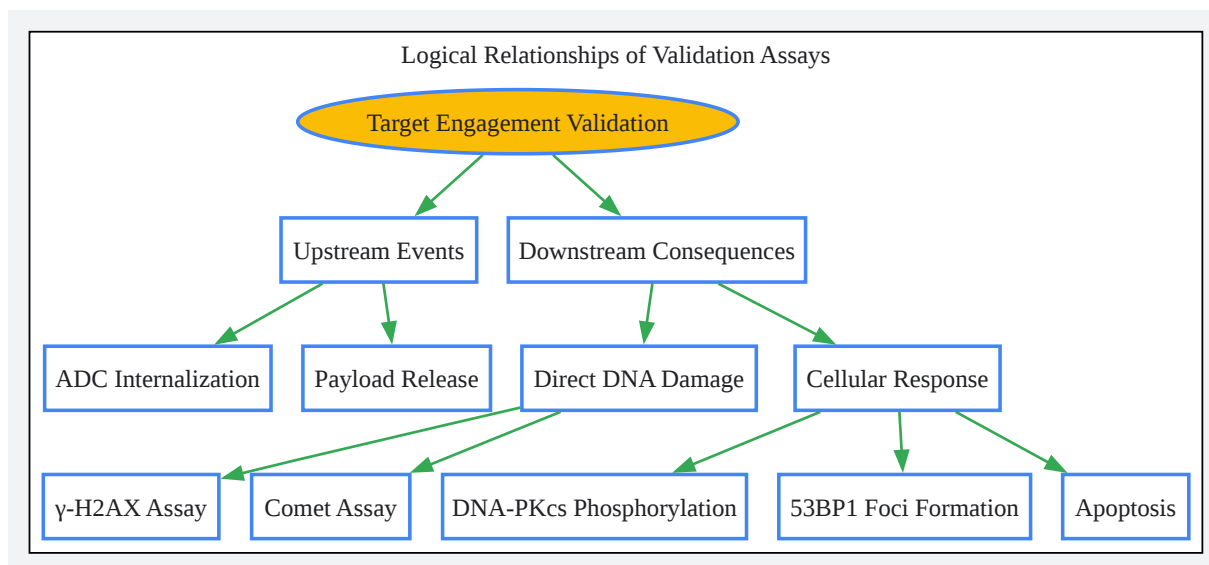 Logical Relationships of Validation Assays
Target Engagement Validation
Upstream Events
Downstream Consequences
ADC Internalization
Payload Release
Direct DNA Damage
Cellular Response
γ-H2AX Assay
Comet Assay
DNA-PKcs Phosphorylation
53BP1 Foci Formation
Apoptosis